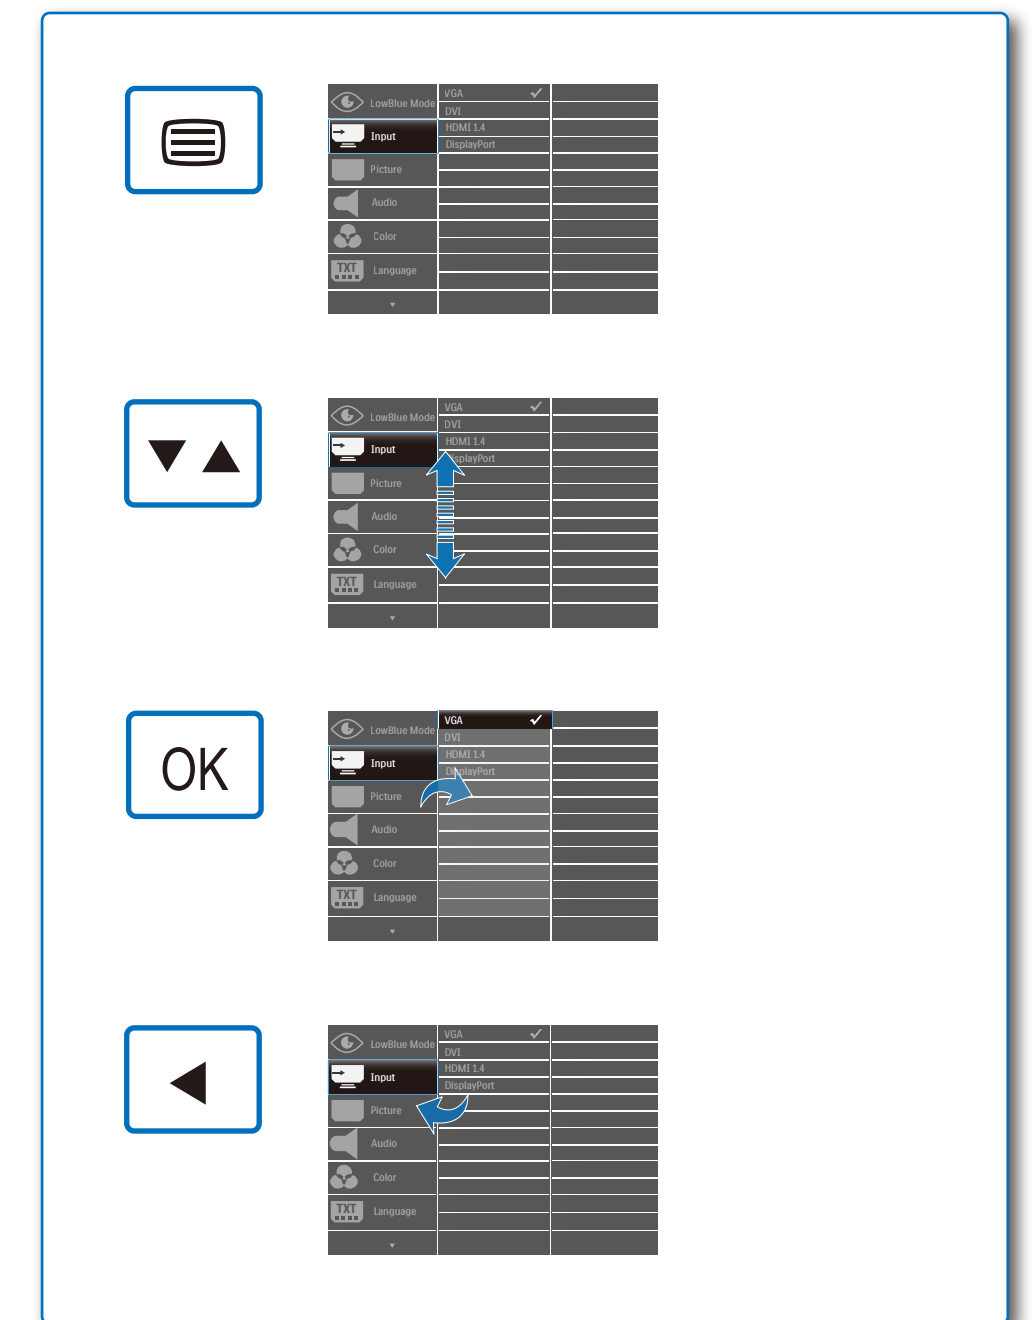 LowBlue Mode
VGA ✓
DVI
Input
HDMI 1.4
DisplayPort
Picture
Audio
Color
TXT
Language
▼
▼ ▲
LowBlue Mode
VGA ✓
DVI
Input
HDMI 1.4
DisplayPort
Picture
Audio
Color
TXT
Language
▼
OK
LowBlue Mode
VGA ✓
DVI
Input
HDMI 1.4
DisplayPort
Picture
Audio
Color
TXT
Language
▼
◀
LowBlue Mode
VGA ✓
DVI
Input
HDMI 1.4
DisplayPort
Picture
Audio
Color
TXT
Language
▼